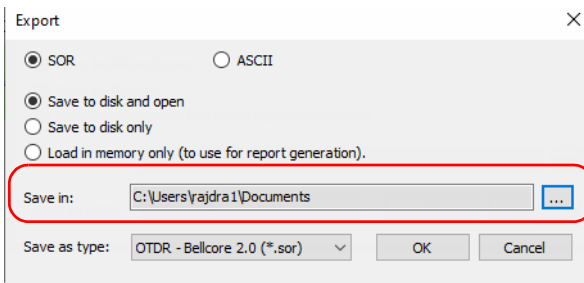 Export
SOR ASCII
Save to disk and open
Save to disk only
Load in memory only (to use for report generation).
Save in: C:\Users\rajdra1\Documents ...
Save as type: OTDR - Bellcore 2.0 (*.sor) OK Cancel